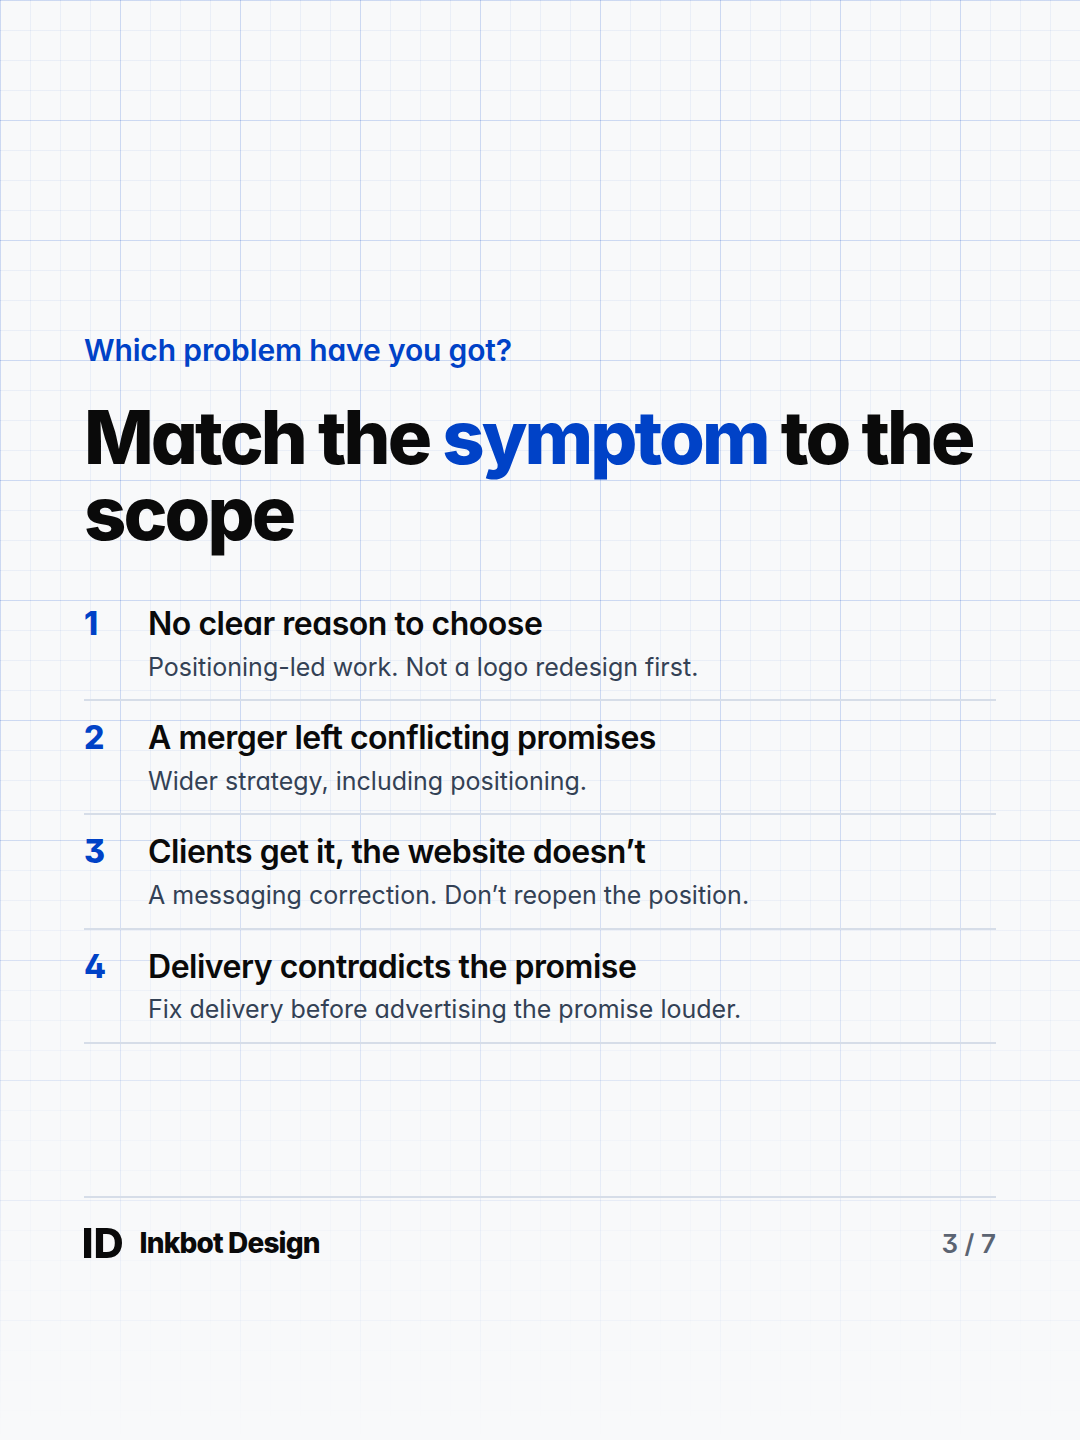 Which problem have you got?
Match the symptom to the
scope
1 No clear reason to choose
Positioning-led work. Not a logo redesign first.
2 A merger left conflicting promises
Wider strategy, including positioning.
3 Clients get it, the website doesn’t
A messaging correction. Don’t reopen the position.
4 Delivery contradicts the promise
Fix delivery before advertising the promise louder.
ID Inkbot Design 3 / 7